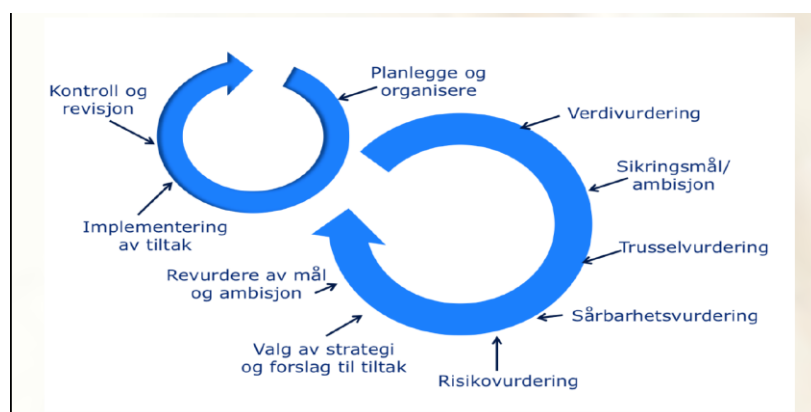 Planlegge og
organisere
Verdivurdering
Sikringsmål/
ambisjon
Trusselvurdering
Sårbarhetsvurdering
Risikovurdering
Valg av strategi
og forslag til tiltak
Revurdere av mål
og ambisjon
Implementering
av tiltak
Kontroll og
revisjon